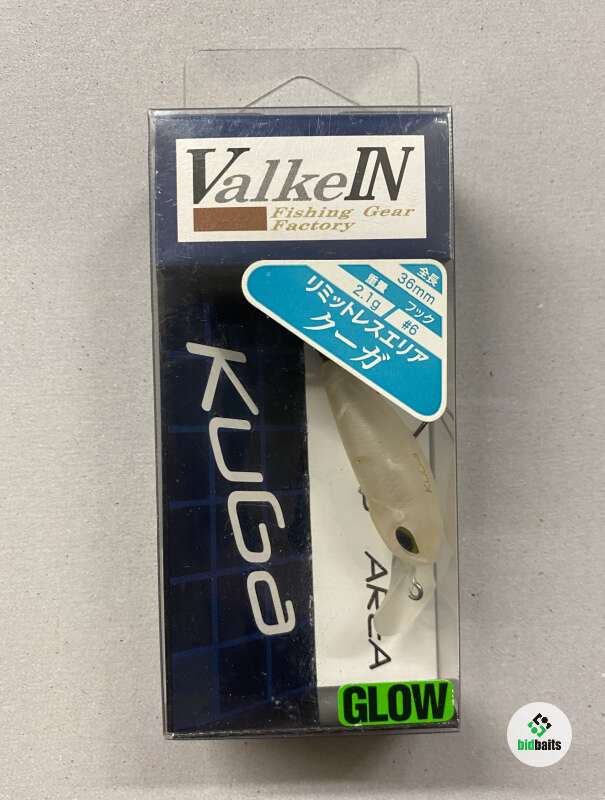 ValkeIN
Fishing Gear
Factory
全長
36mm
重量
2.1g
フック
#6
リミットレスエリア
クーガ
KUGa
AREA
GLOW
bidbaits